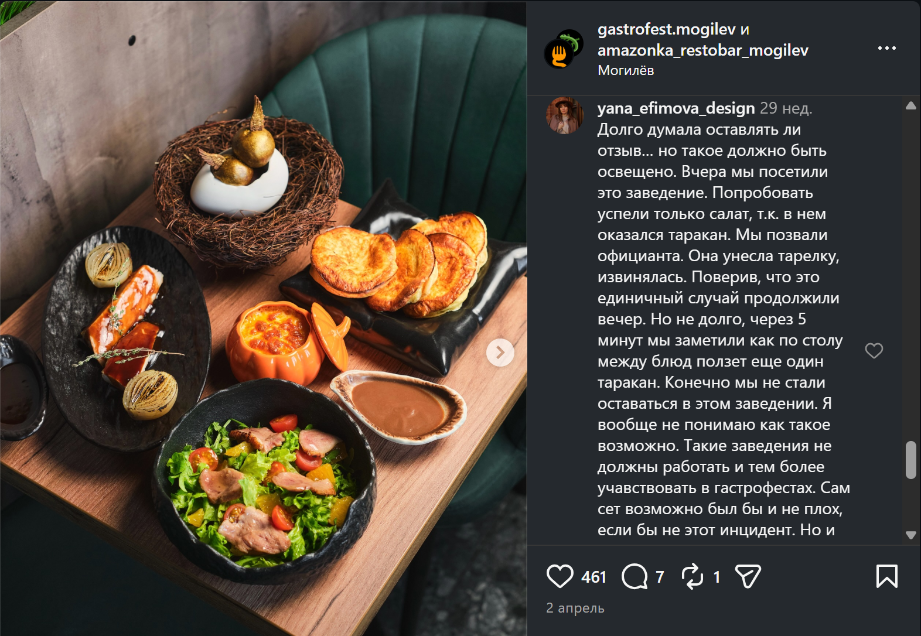 gastrofest.mogilev и
amazonka_restobar_mogilev
Могилёв
yana_efimova_design 29 нед.
Долго думала оставлять ли
отзыв... но такое должно быть
освещено. Вчера мы посетили
это заведение. Попробовать
успели только салат, т.к. в нем
оказался таракан. Мы позвали
официанта. Она унесла тарелку,
извинялась. Поверив, что это
единичный случай продолжили
вечер. Но не долго, через 5
минут мы заметили как по столу
между блюд ползет еще один
таракан. Конечно мы не стали
оставаться в этом заведении. Я
вообще не понимаю как такое
возможно. Такие заведения не
должны работать и тем более
учавствовать в гастрофестах. Сам
сет возможно был бы и не плох,
если бы не этот инцидент. Но и
461 7 1
2 апрель